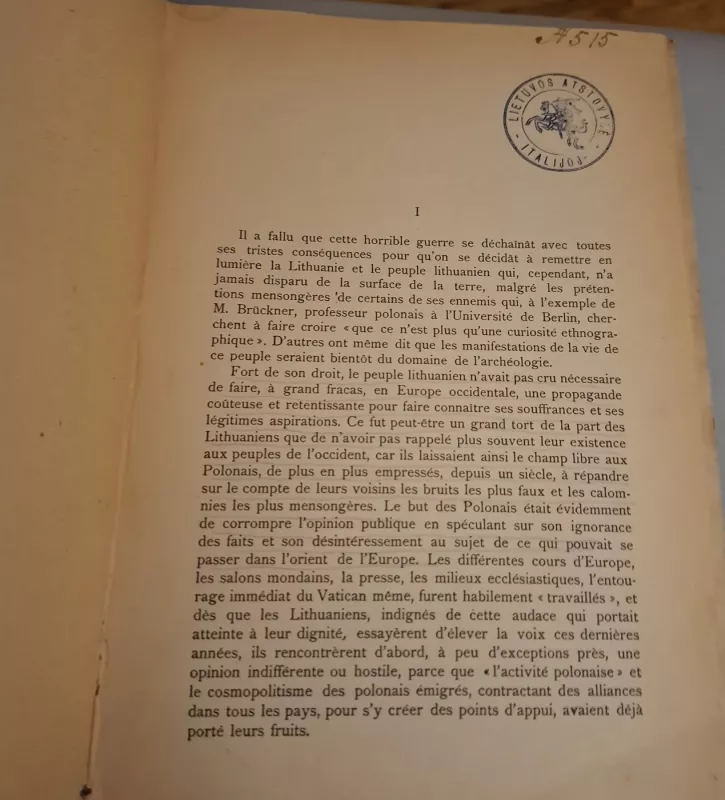 A 515
LIETUVOS ATSTOVYBĖ
ITALIJOJ
I
Il a fallu que cette horrible guerre se déchaînât avec toutes
ses tristes conséquences pour qu'on se décidât à remettre en
lumière la Lithuanie et le peuple lithuanien qui, cependant, n'a
jamais disparu de la surface de la terre, malgré les préten-
tions mensongères 'de certains de ses ennemis qui, à l'exemple de
M. Brückner, professeur polonais à l'Université de Berlin, cher-
chent à faire croire « que ce n'est plus qu'une curiosité ethnogra-
phique ». D'autres ont même dit que les manifestations de la vie de
ce peuple seraient bientôt du domaine de l'archéologie.
Fort de son droit, le peuple lithuanien n'avait pas cru nécessaire
de faire, à grand fracas, en Europe occidentale, une propagande
coûteuse et retentissante pour faire connaître ses souffrances et ses
légitimes aspirations. Ce fut peut-être un grand tort de la part des
Lithuaniens que de n'avoir pas rappelé plus souvent leur existence
aux peuples de l'occident, car ils laissaient ainsi le champ libre aux
Polonais, de plus en plus empressés, depuis un siècle, à répandre
sur le compte de leurs voisins les bruits les plus faux et les calom-
nies les plus mensongères. Le but des Polonais était évidemment
de corrompre l'opinion publique en spéculant sur son ignorance
des faits et son désintéressement au sujet de ce qui pouvait se
passer dans l'orient de l'Europe. Les différentes cours d'Europe,
les salons mondains, la presse, les milieux ecclésiastiques, l'entou-
rage immédiat du Vatican même, furent habilement « travaillés », et
dès que les Lithuaniens, indignés de cette audace qui portait
atteinte à leur dignité, essayèrent d'élever la voix ces dernières
années, ils rencontrèrent d'abord, à peu d'exceptions près, une
opinion indifférente ou hostile, parce que « l'activité polonaise » et
le cosmopolitisme des polonais émigrés, contractant des alliances
dans tous les pays, pour s'y créer des points d'appui, avaient déjà
porté leurs fruits.